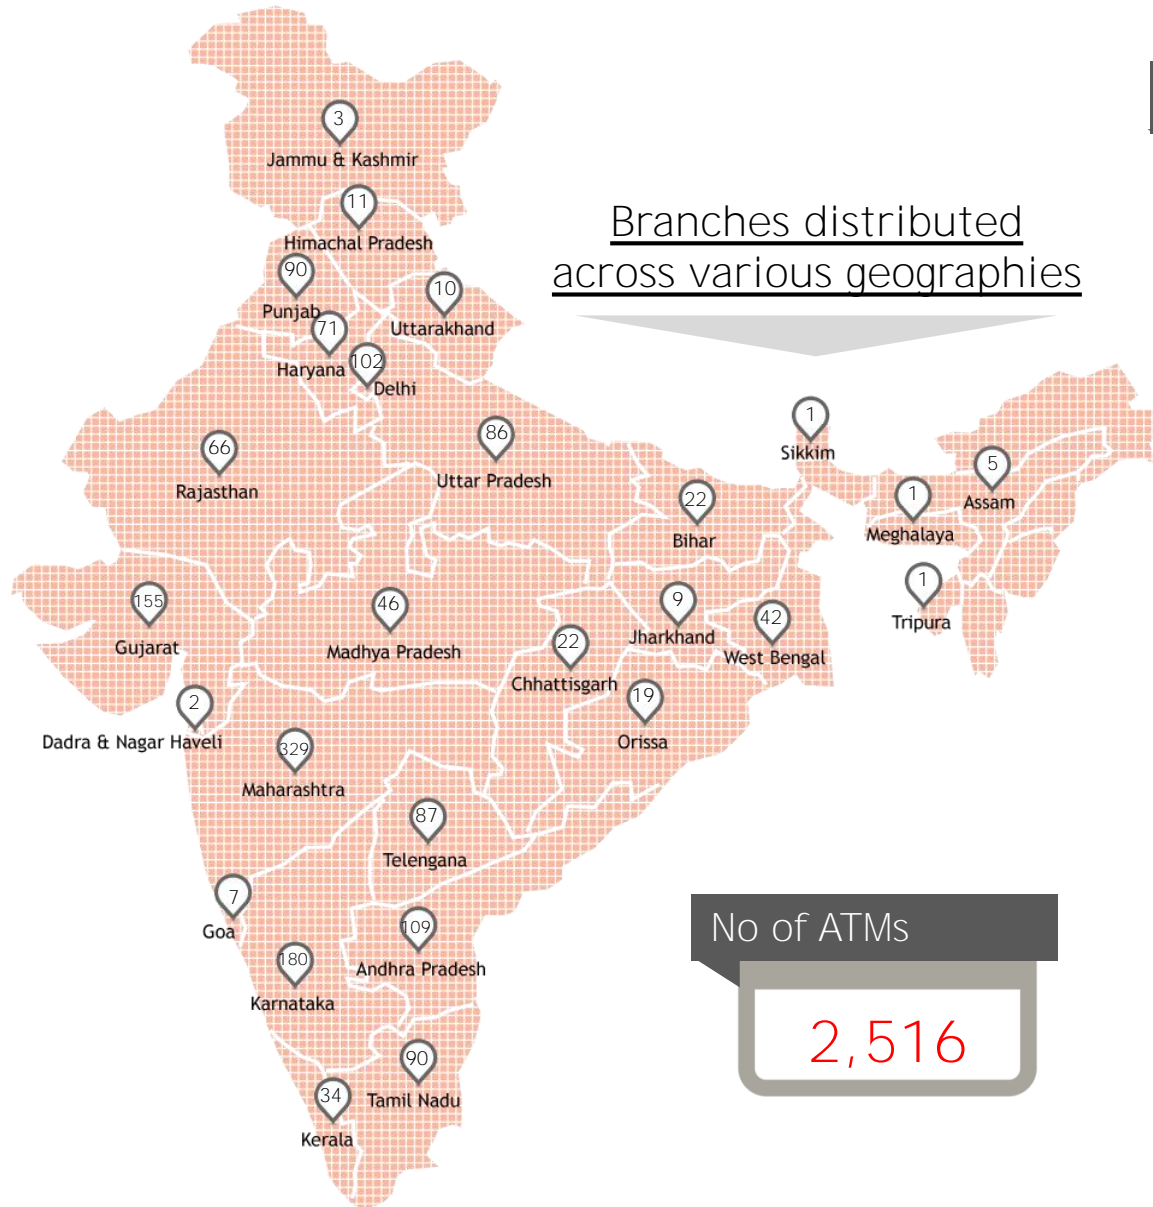 3
Jammu & Kashmir
11
Himachal Pradesh
Branches distributed
across various geographies
90
Punjab
10
Uttarakhand
71
Haryana
102
Delhi
66
Rajasthan
86
Uttar Pradesh
1
Sikkim
5
Assam
1
Meghalaya
22
Bihar
1
Tripura
155
Gujarat
46
Madhya Pradesh
9
Jharkhand
42
West Bengal
22
Chhattisgarh
19
Orissa
2
Dadra & Nagar Haveli
329
Maharashtra
87
Telengana
7
Goa
109
Andhra Pradesh
180
Karnataka
No of ATMs
2,516
90
Tamil Nadu
34
Kerala